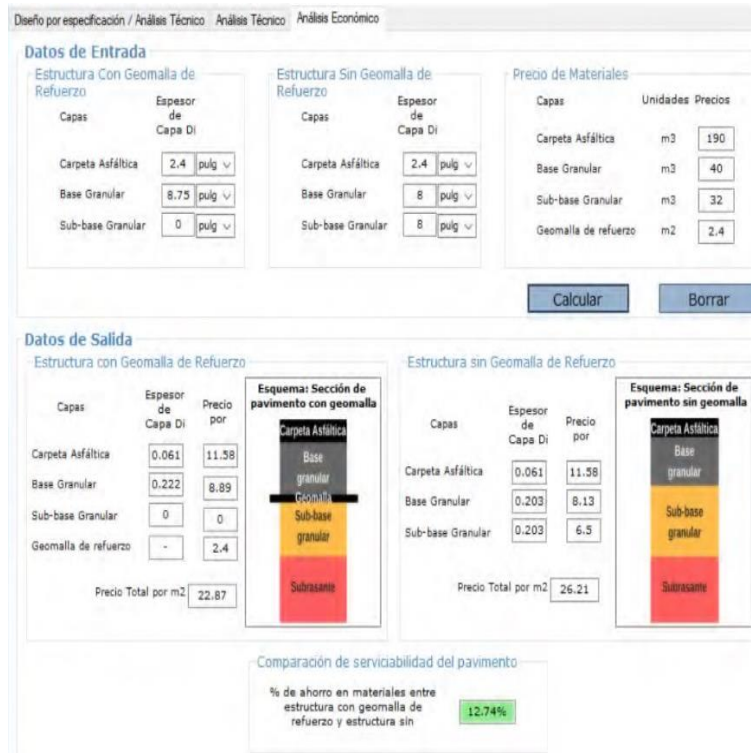 Diseño por especificación / Análisis Técnico Análisis Técnico Análisis Económico
Datos de Entrada
Estructura Con Geomalla de
Refuerzo
Capas
Espesor
de
Capa Di
Carpeta Asfáltica 2.4 pulg
Base Granular 8.75 pulg
Sub-base Granular 0 pulg
Estructura Sin Geomalla de
Refuerzo
Capas
Espesor
de
Capa Di
Carpeta Asfáltica 2.4 pulg
Base Granular 8 pulg
Sub-base Granular 8 pulg
Precio de Materiales
Capas Unidades Precios
Carpeta Asfáltica m3 190
Base Granular m3 40
Sub-base Granular m3 32
Geomalla de refuerzo m2 2.4
Calcular Borrar
Datos de Salida
Estructura con Geomalla de Refuerzo
Capas
Espesor
de
Capa Di
Precio
por
Carpeta Asfáltica 0.061 11.58
Base Granular 0.222 8.89
Sub-base Granular 0 0
Geomalla de refuerzo - 2.4
Precio Total por m2 22.87
Esquema: Sección de
pavimento con geomalla
Carpeta Asfáltica
Base
granular
Geomalla
Sub-base
granular
Subrasante
Estructura sin Geomalla de Refuerzo
Capas
Espesor
de
Capa Di
Precio
por
Carpeta Asfáltica 0.061 11.58
Base Granular 0.203 8.13
Sub-base Granular 0.203 6.5
Precio Total por m2 26.21
Esquema: Sección de
pavimento sin geomalla
Carpeta Asfáltica
Base
granular
Sub-base
granular
Subrasante
Comparación de serviciabilidad del pavimento
% de ahorro en materiales entre
estructura con geomalla de
refuerzo y estructura sin
12.74%